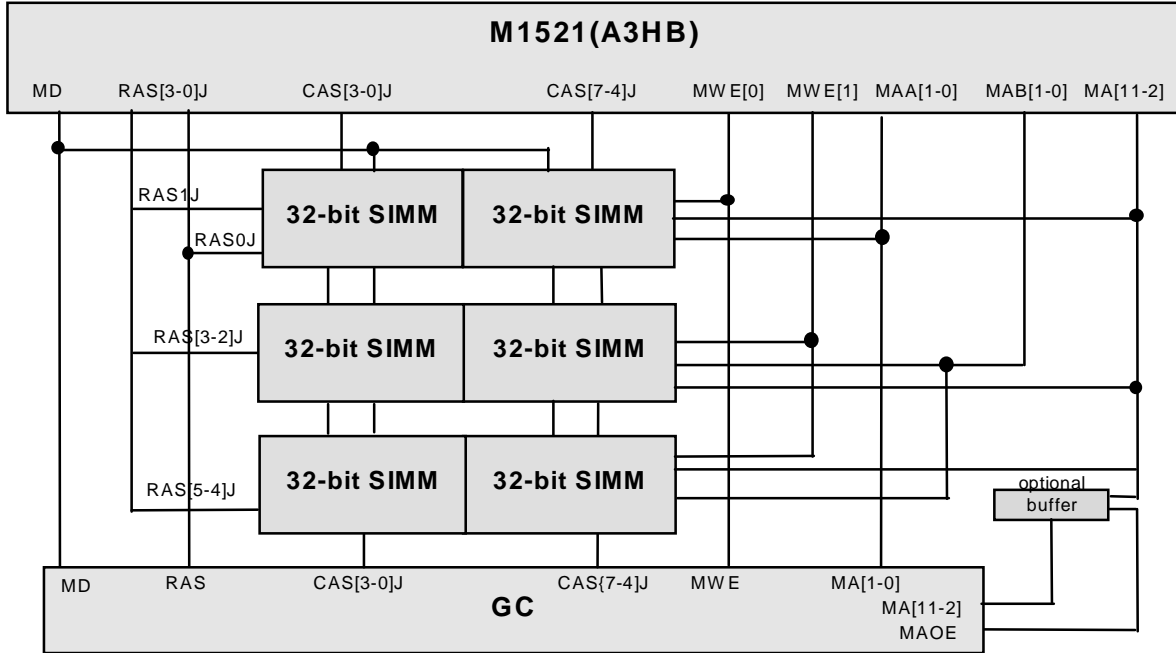 M1521(A3HB)
MD RAS[3-0]J CAS[3-0]J CAS[7-4]J MWE[0] MWE[1] MAA[1-0] MAB[1-0] MA[11-2]
RAS1J
32-bit SIMM 32-bit SIMM
RAS0J
RAS[3-2]J
32-bit SIMM 32-bit SIMM
32-bit SIMM 32-bit SIMM
RAS[5-4]J
optional
buffer
MD RAS CAS[3-0]J CAS{7-4]J MWE MA[1-0]
GC
MA[11-2]
MAOE